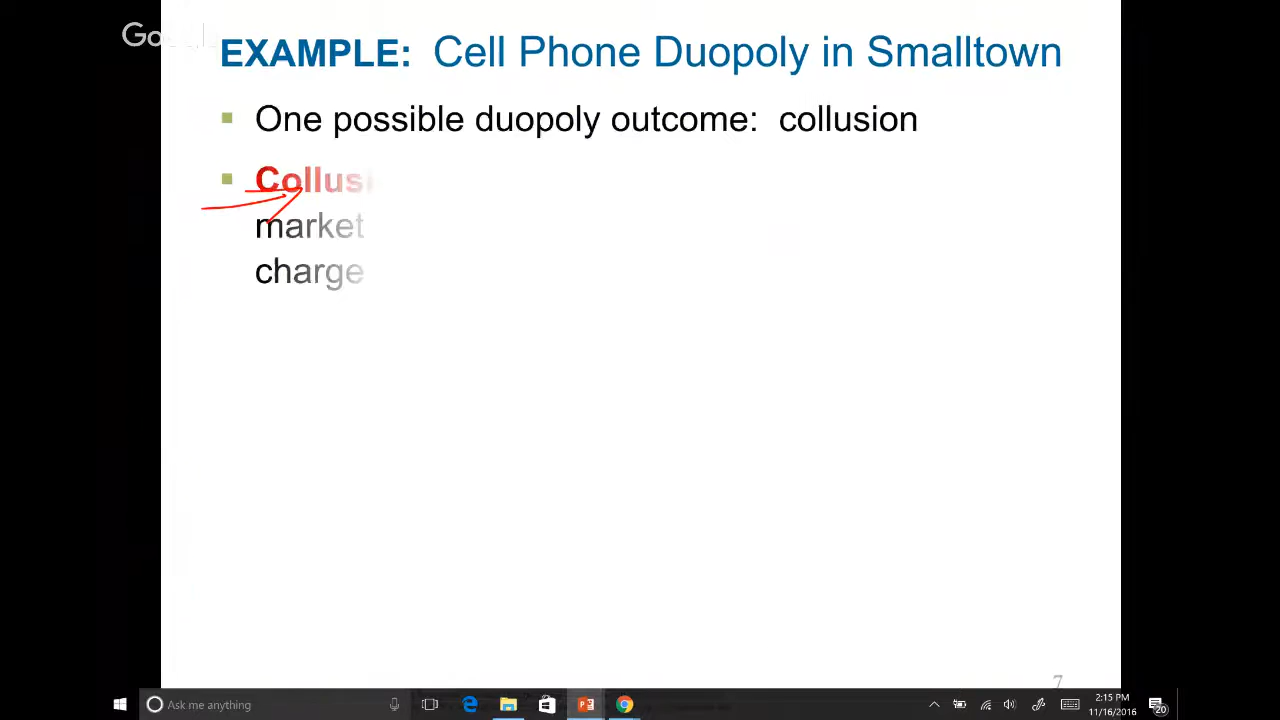 EXAMPLE: Cell Phone Duopoly in Smalltown
One possible duopoly outcome: collusion
Collusi
market
charge
7
Ask me anything
2:15 PM
11/16/2016
20